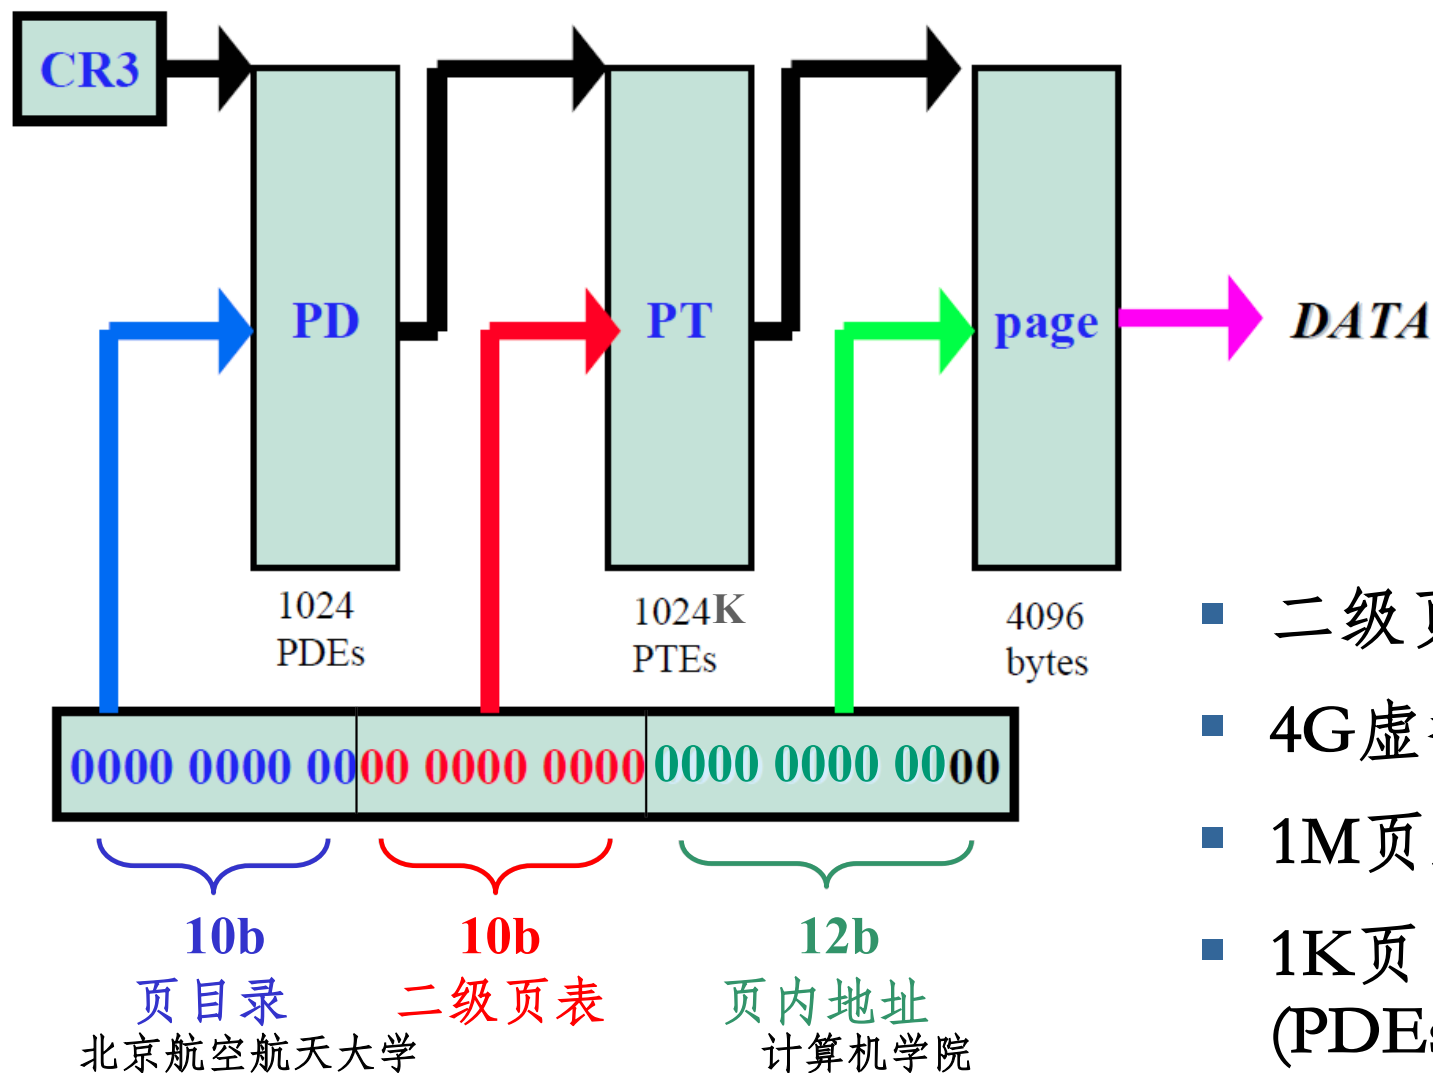 CR3
PD
PT
page
DATA
1024
PDEs
1024K
PTEs
4096
bytes
0000 0000 0000 0000 0000 0000 0000 0000
10b
10b
12b
页目录
二级页表
页内地址
北京航空航天大学
计算机学院
二级页
4G虚
1M页
1K页
(PDEs